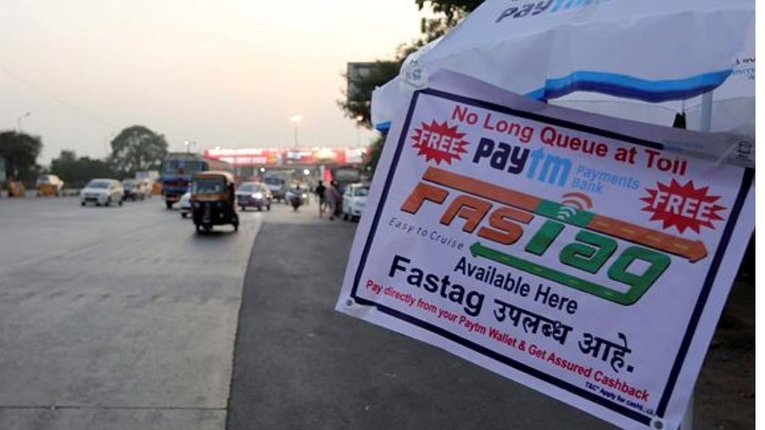 PayTM
No Long Queue at Toll
FREE
PayTM
Payments
Bank
FREE
FASTag
Easy to Cruise
Available Here
Fastag उपलब्ध आहे.
Pay directly from your Paytm Wallet & Get Assured Cashback